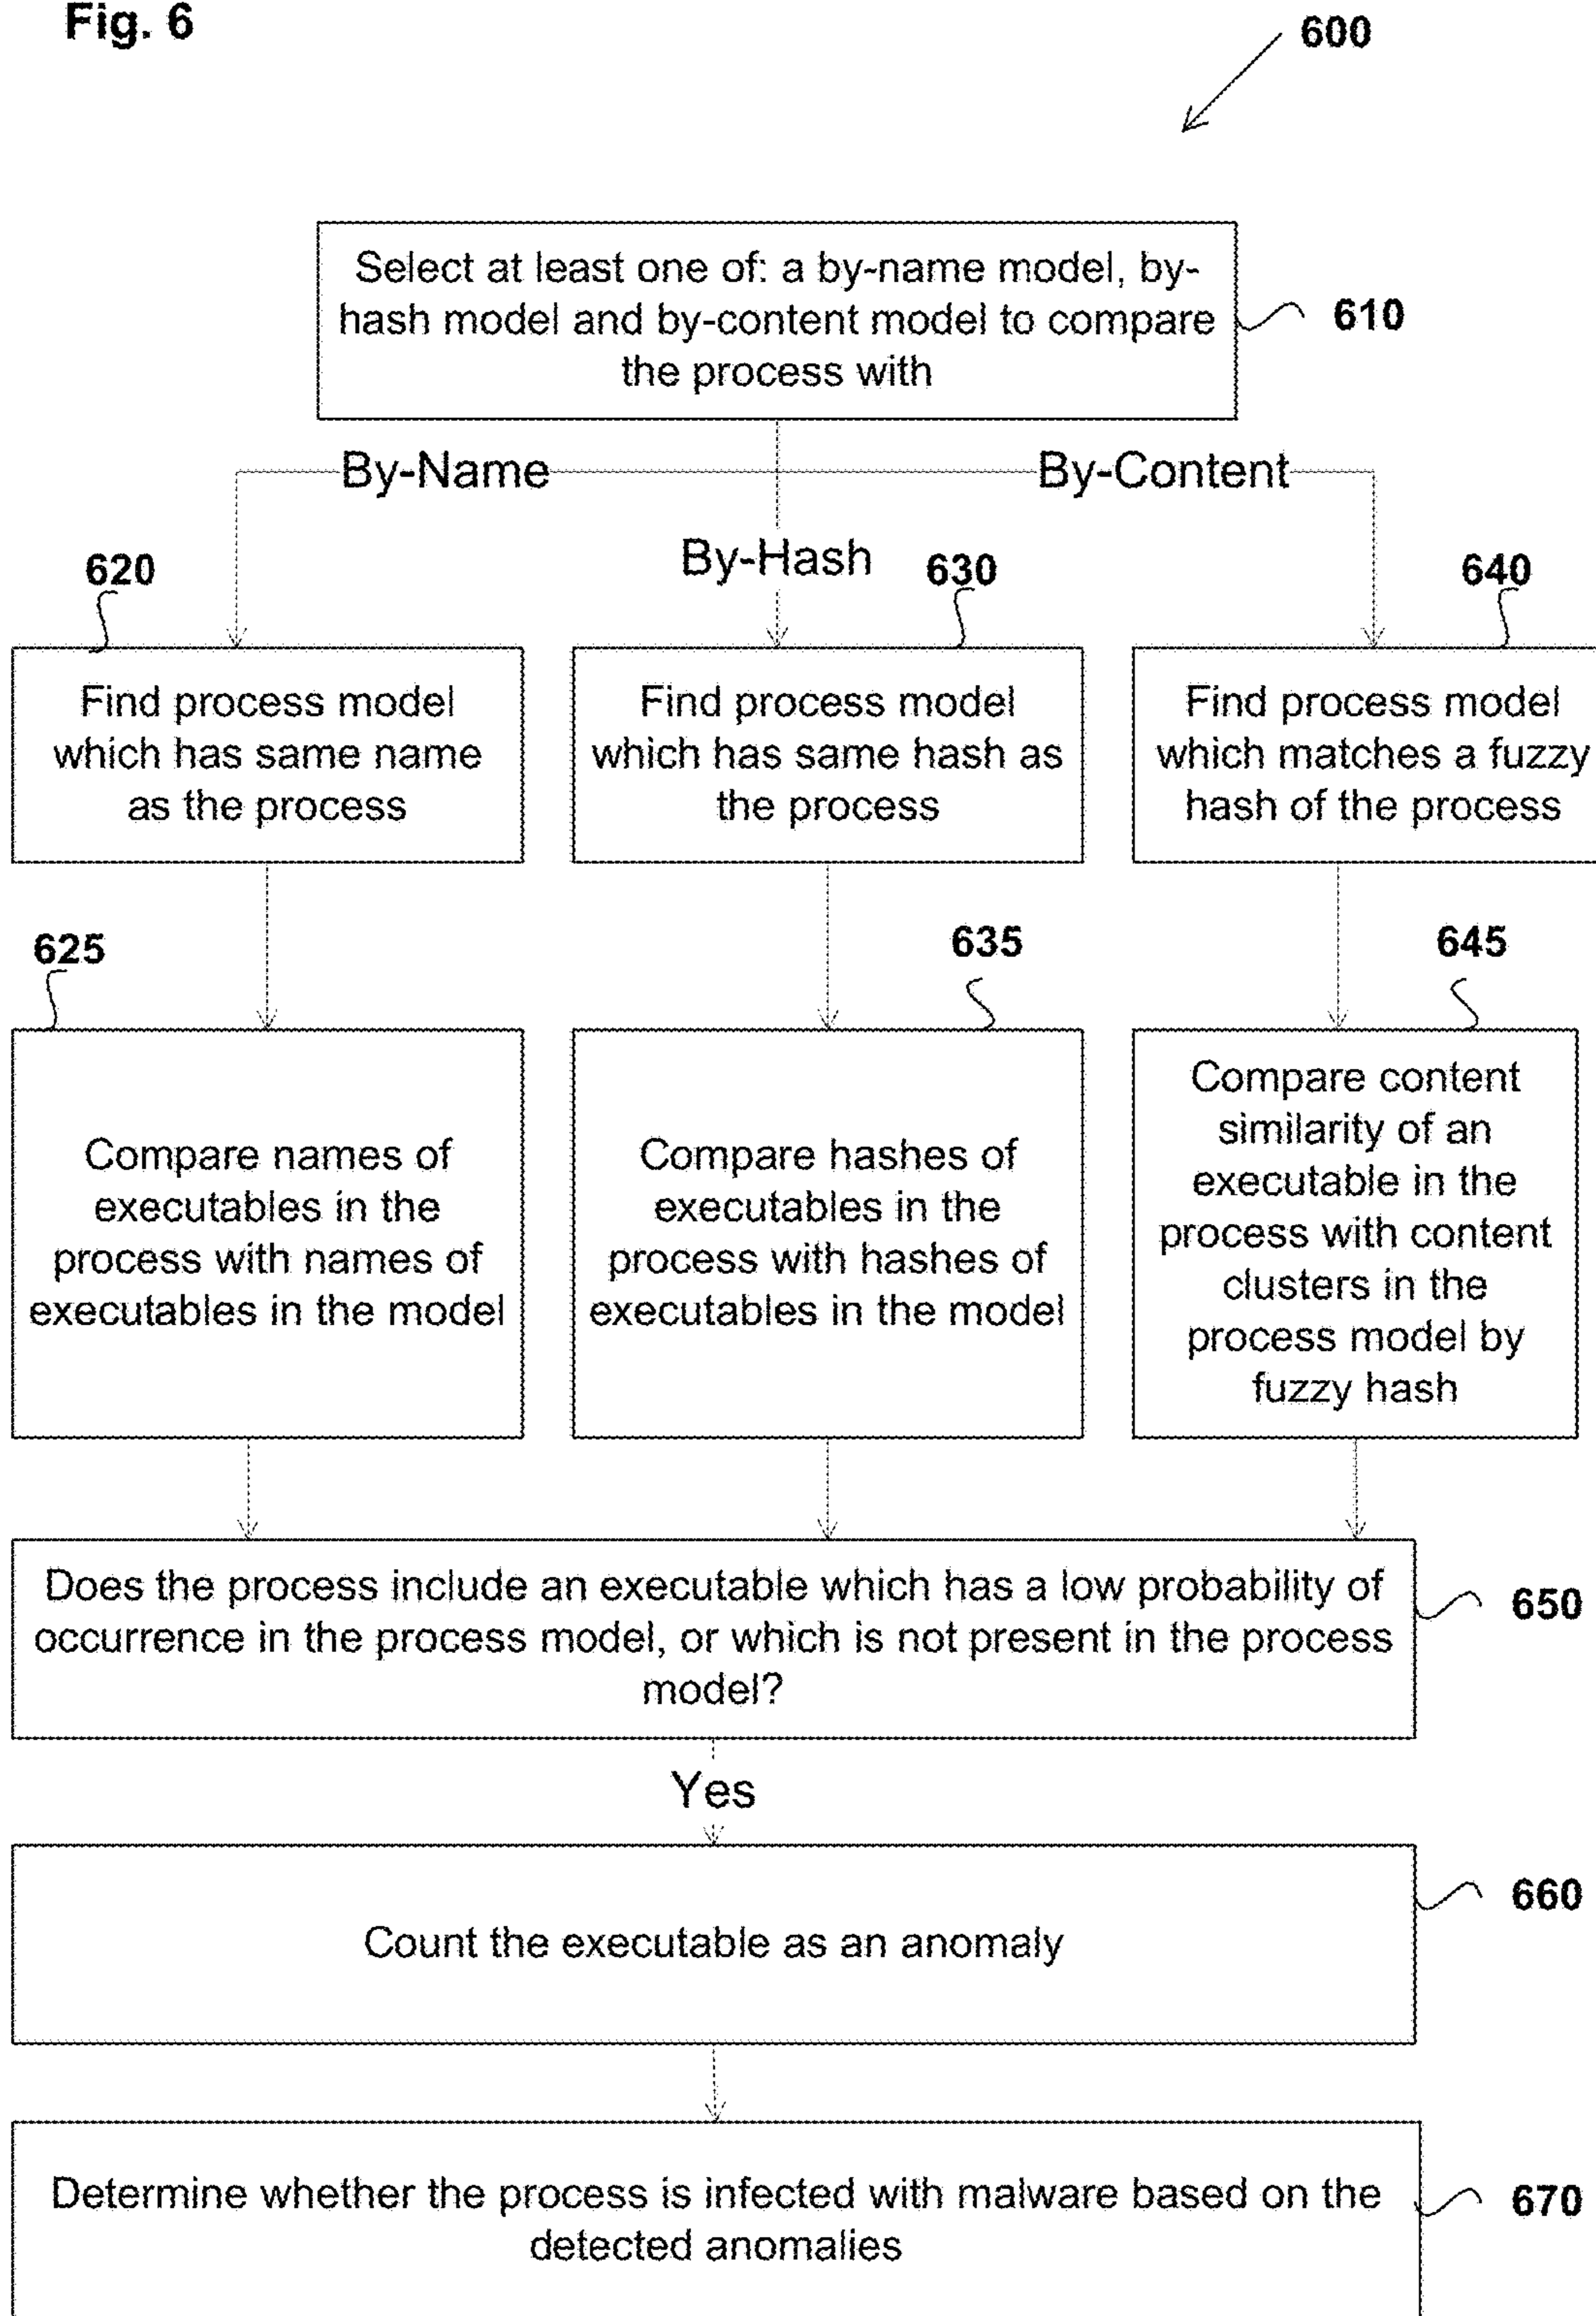 Fig. 6
600
Select at least one of: a by-name model, by-
hash model and by-content model to compare
the process with
610
By-Name
By-Content
By-Hash
620
630
640
Find process model
which has same name
as the process
Find process model
which has same hash as
the process
Find process model
which matches a fuzzy
hash of the process
625
635
645
Compare names of
executables in the
process with names of
executables in the model
Compare hashes of
executables in the
process with hashes of
executables in the model
Compare content
similarity of an
executable in the
process with content
clusters in the
process model by
fuzzy hash
Does the process include an executable which has a low probability of
occurrence in the process model, or which is not present in the process
model?
650
Yes
660
Count the executable as an anomaly
Determine whether the process is infected with malware based on the
detected anomalies
670